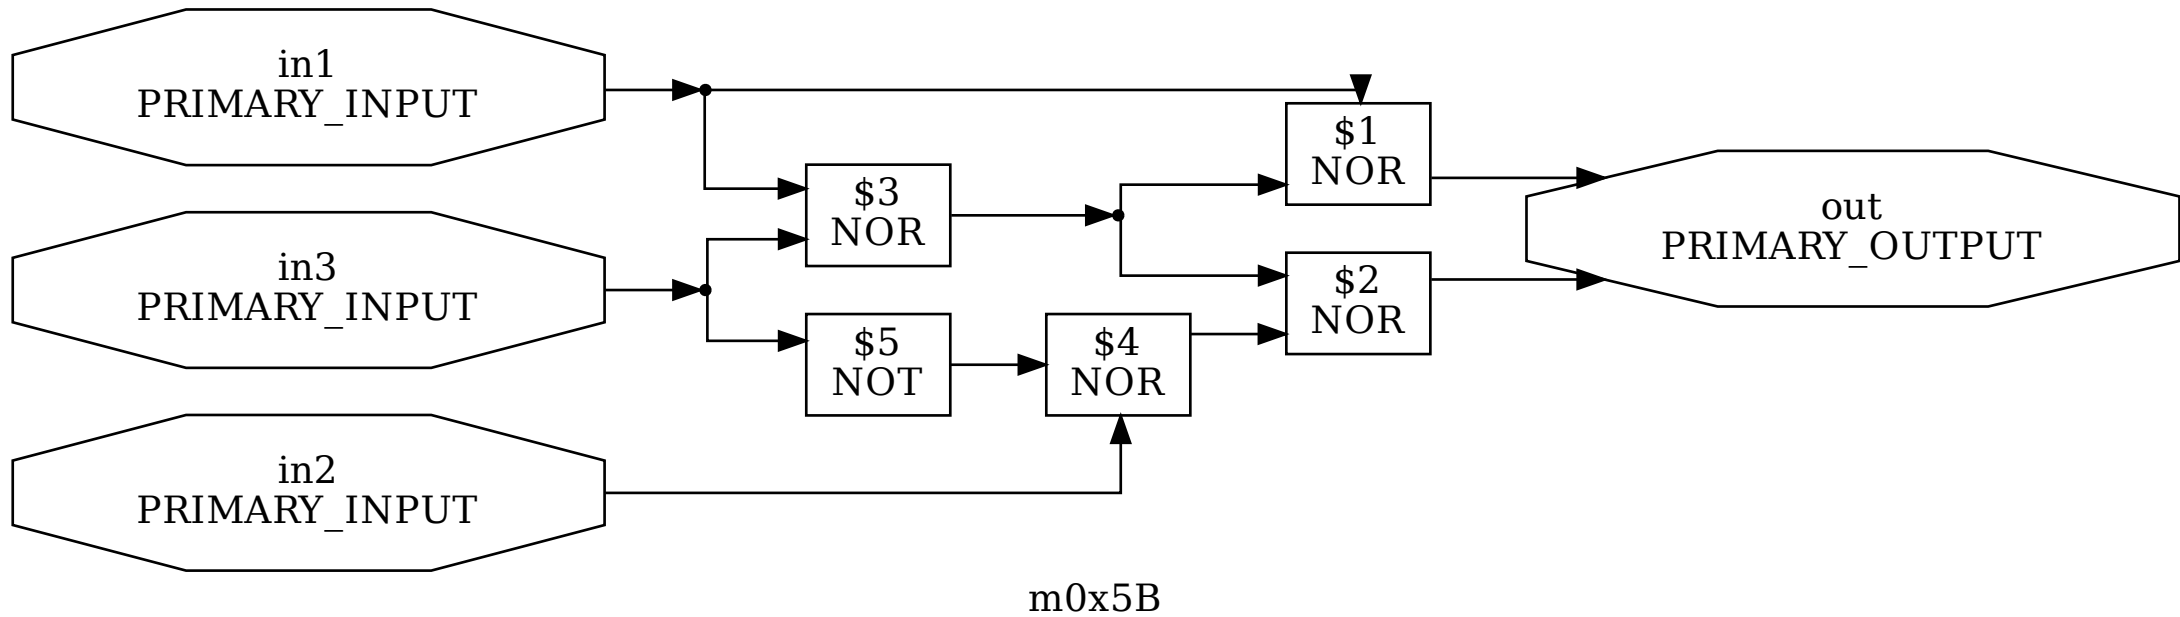 in1
PRIMARY_INPUT
$1
NOR
$3
NOR
out
PRIMARY_OUTPUT
in3
PRIMARY_INPUT
$2
NOR
$5
NOT
$4
NOR
in2
PRIMARY_INPUT
m0x5B